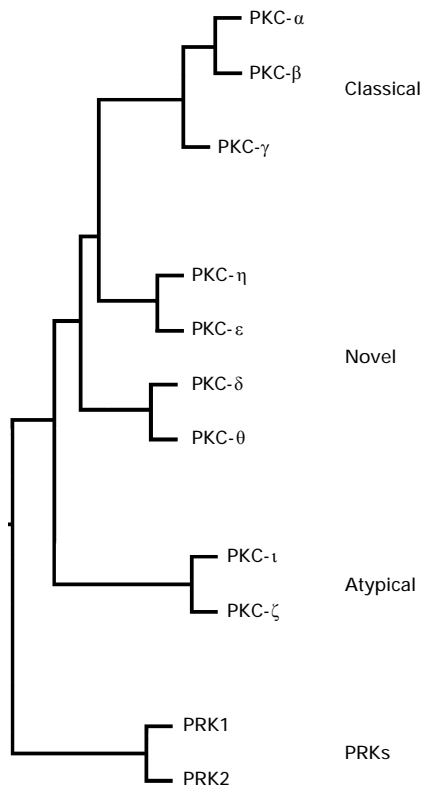 PKC-α
PKC-β
Classical
PKC-γ
PKC-η
PKC-ε
Novel
PKC-δ
PKC-θ
PKC-ι
Atypical
PKC-ζ
PRK1
PRKs
PRK2